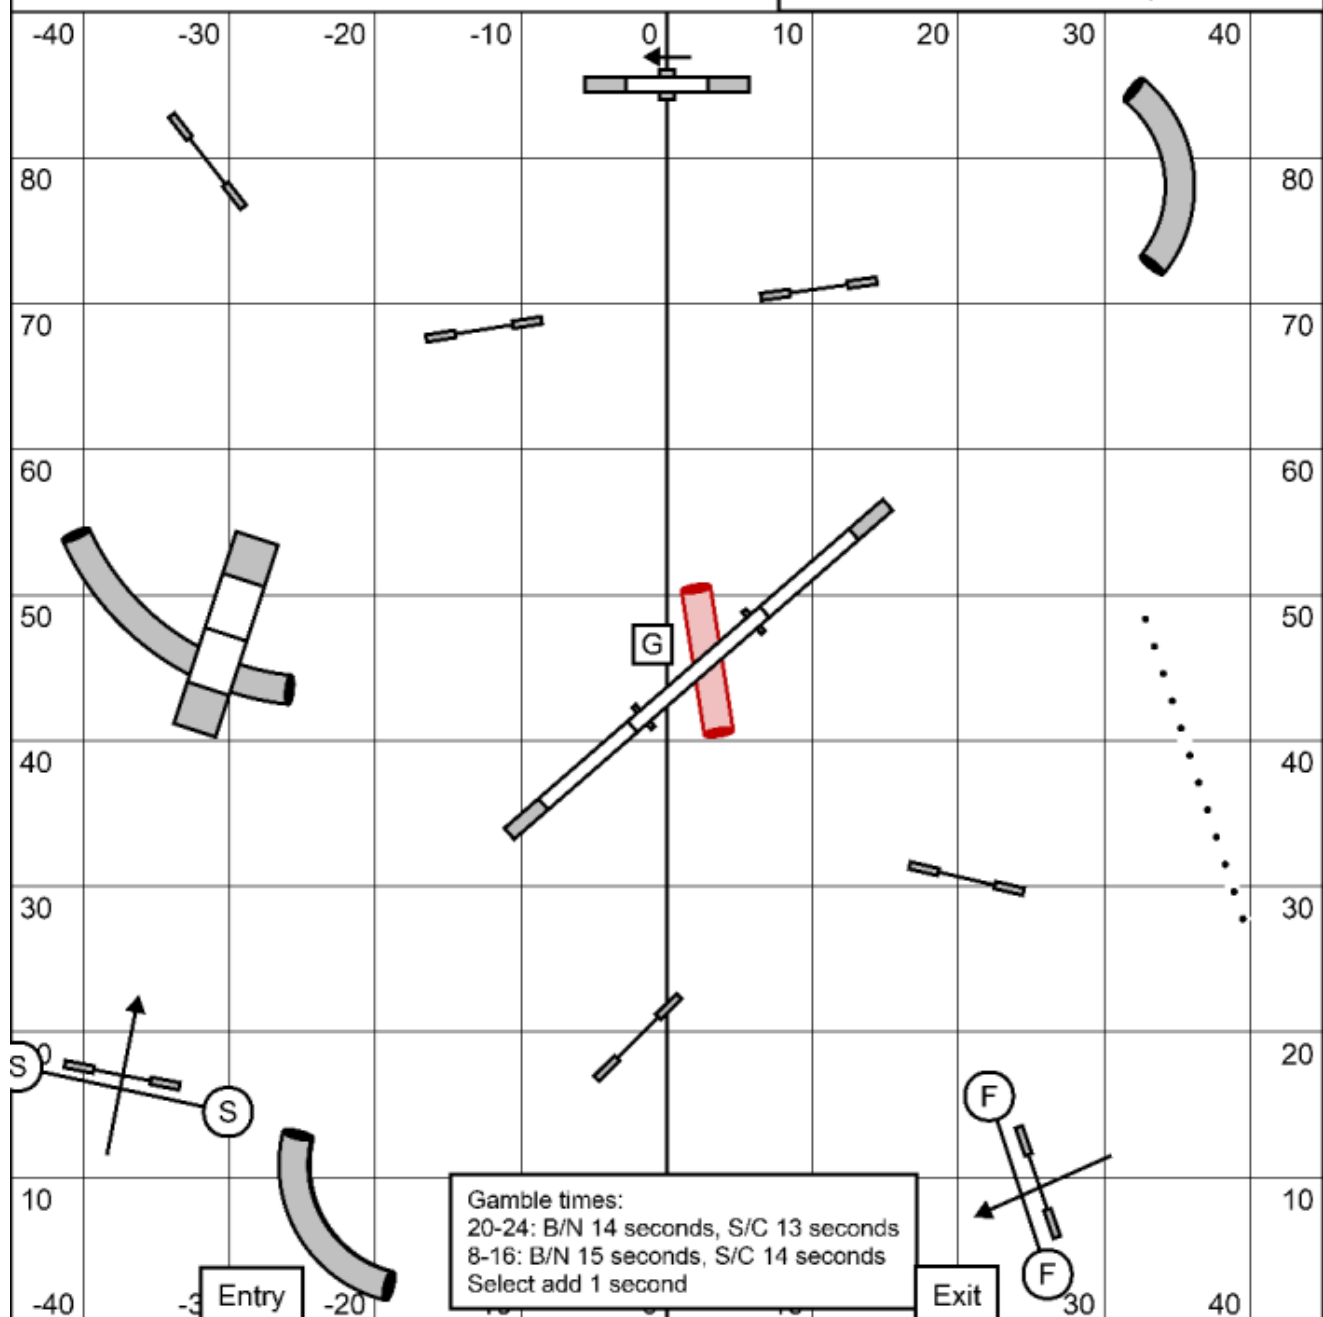 -40 -30 -20 -10 0 10 20 30 40
80 80
70 70
60 60
50 50
G
40 40
30 30
20
S
S
F
10 10
Gamble times:
20-24: B/N 14 seconds, S/C 13 seconds
8-16: B/N 15 seconds, S/C 14 seconds
Select add 1 second
F
-40 Entry -20 Exit 30 40